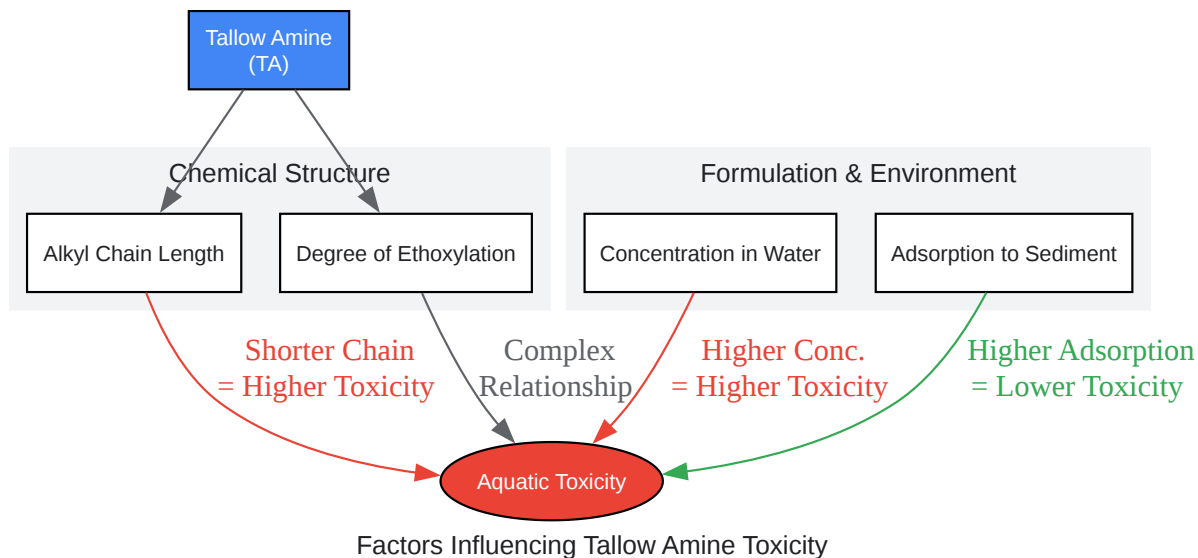 Tallow Amine
(TA)
Chemical Structure
Formulation & Environment
Alkyl Chain Length
Degree of Ethoxylation
Concentration in Water
Adsorption to Sediment
Shorter Chain
= Higher Toxicity
Complex
Relationship
Higher Conc.
= Higher Toxicity
Higher Adsorption
= Lower Toxicity
Aquatic Toxicity
Factors Influencing Tallow Amine Toxicity